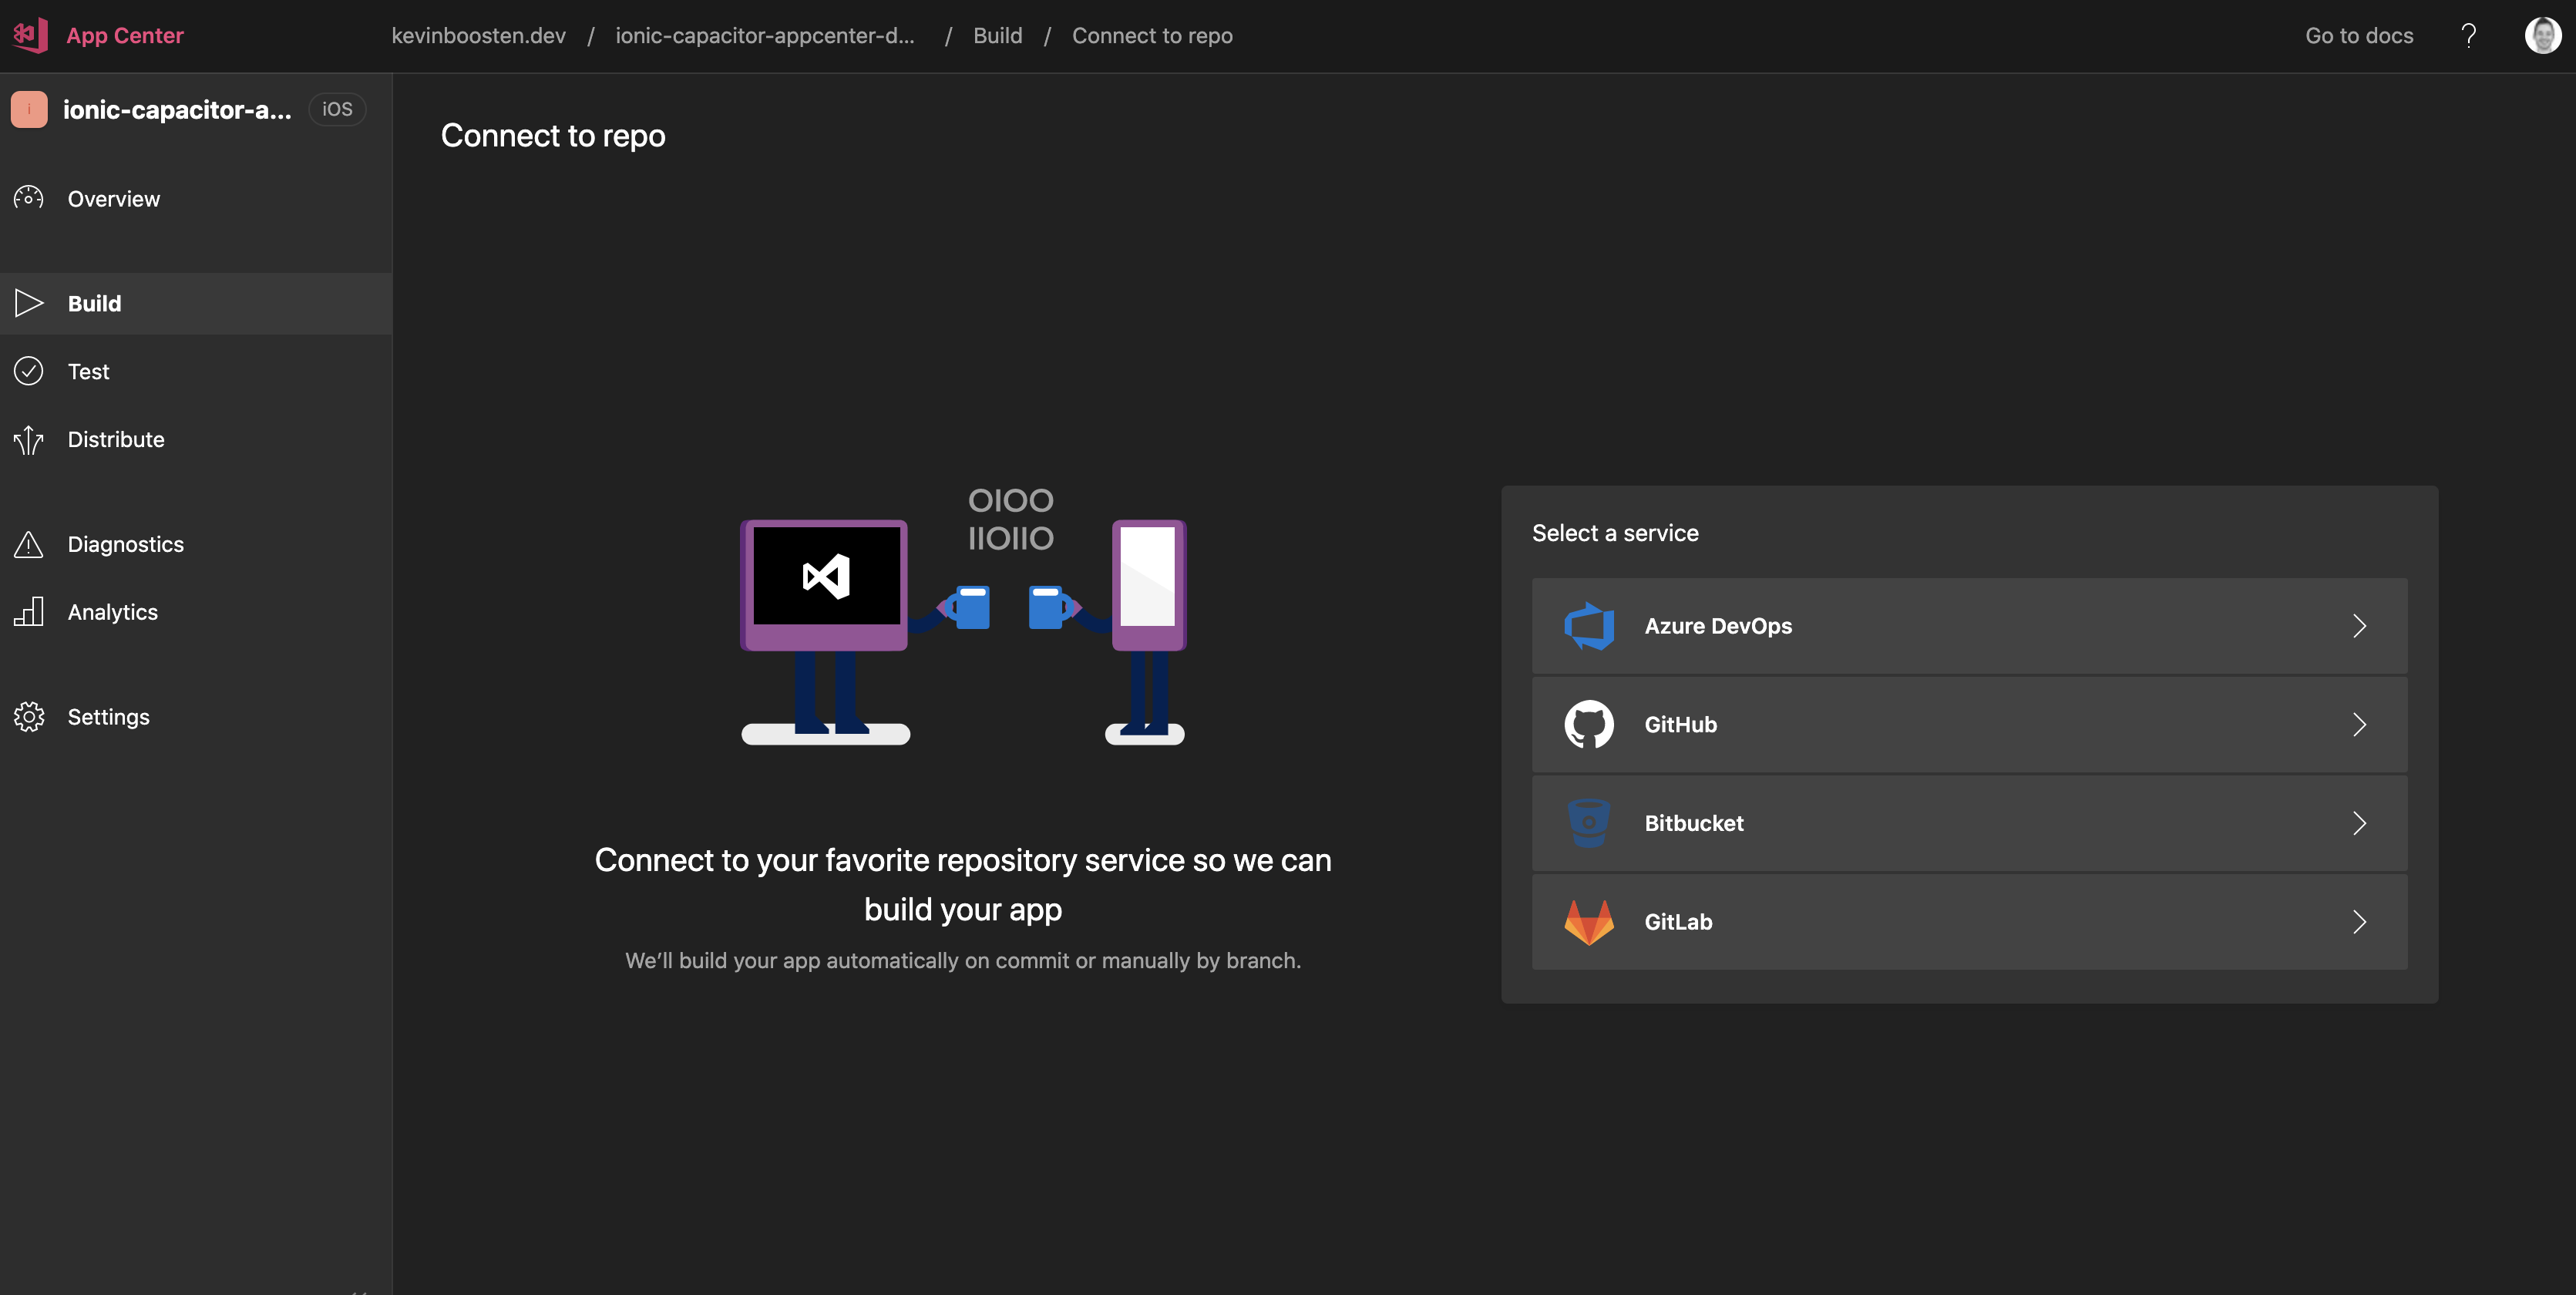 App Center
kevinboosten.dev / ionic-capacitor-appcenter-d... / Build / Connect to repo
Go to docs
?
i
ionic-capacitor-a...
iOS
Overview
Build
Test
Distribute
Diagnostics
Analytics
Settings
Connect to repo
0100
110110
Connect to your favorite repository service so we can
build your app
We’ll build your app automatically on commit or manually by branch.
Select a service
Azure DevOps
GitHub
Bitbucket
GitLab